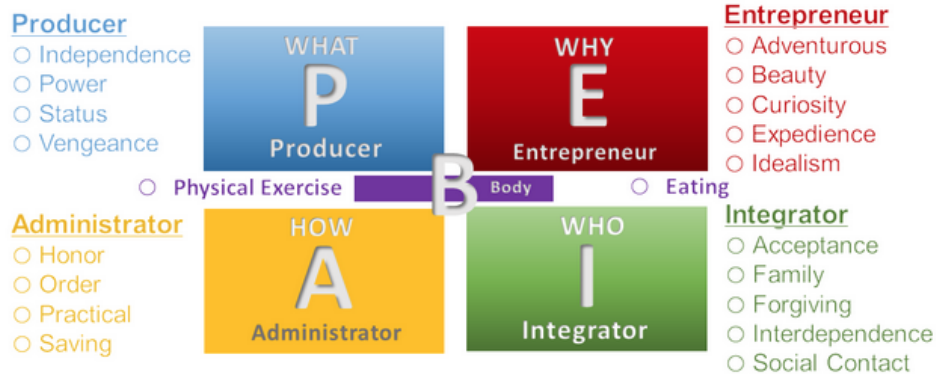 Producer
○ Independence
○ Power
○ Status
○ Vengeance
WHAT
P
Producer
WHY
E
Entrepreneur
Entrepreneur
○ Adventurous
○ Beauty
○ Curiosity
○ Expedience
○ Idealism
○ Physical Exercise
B
Body
○ Eating
Administrator
○ Honor
○ Order
○ Practical
○ Saving
HOW
A
Administrator
WHO
I
Integrator
Integrator
○ Acceptance
○ Family
○ Forgiving
○ Interdependence
○ Social Contact